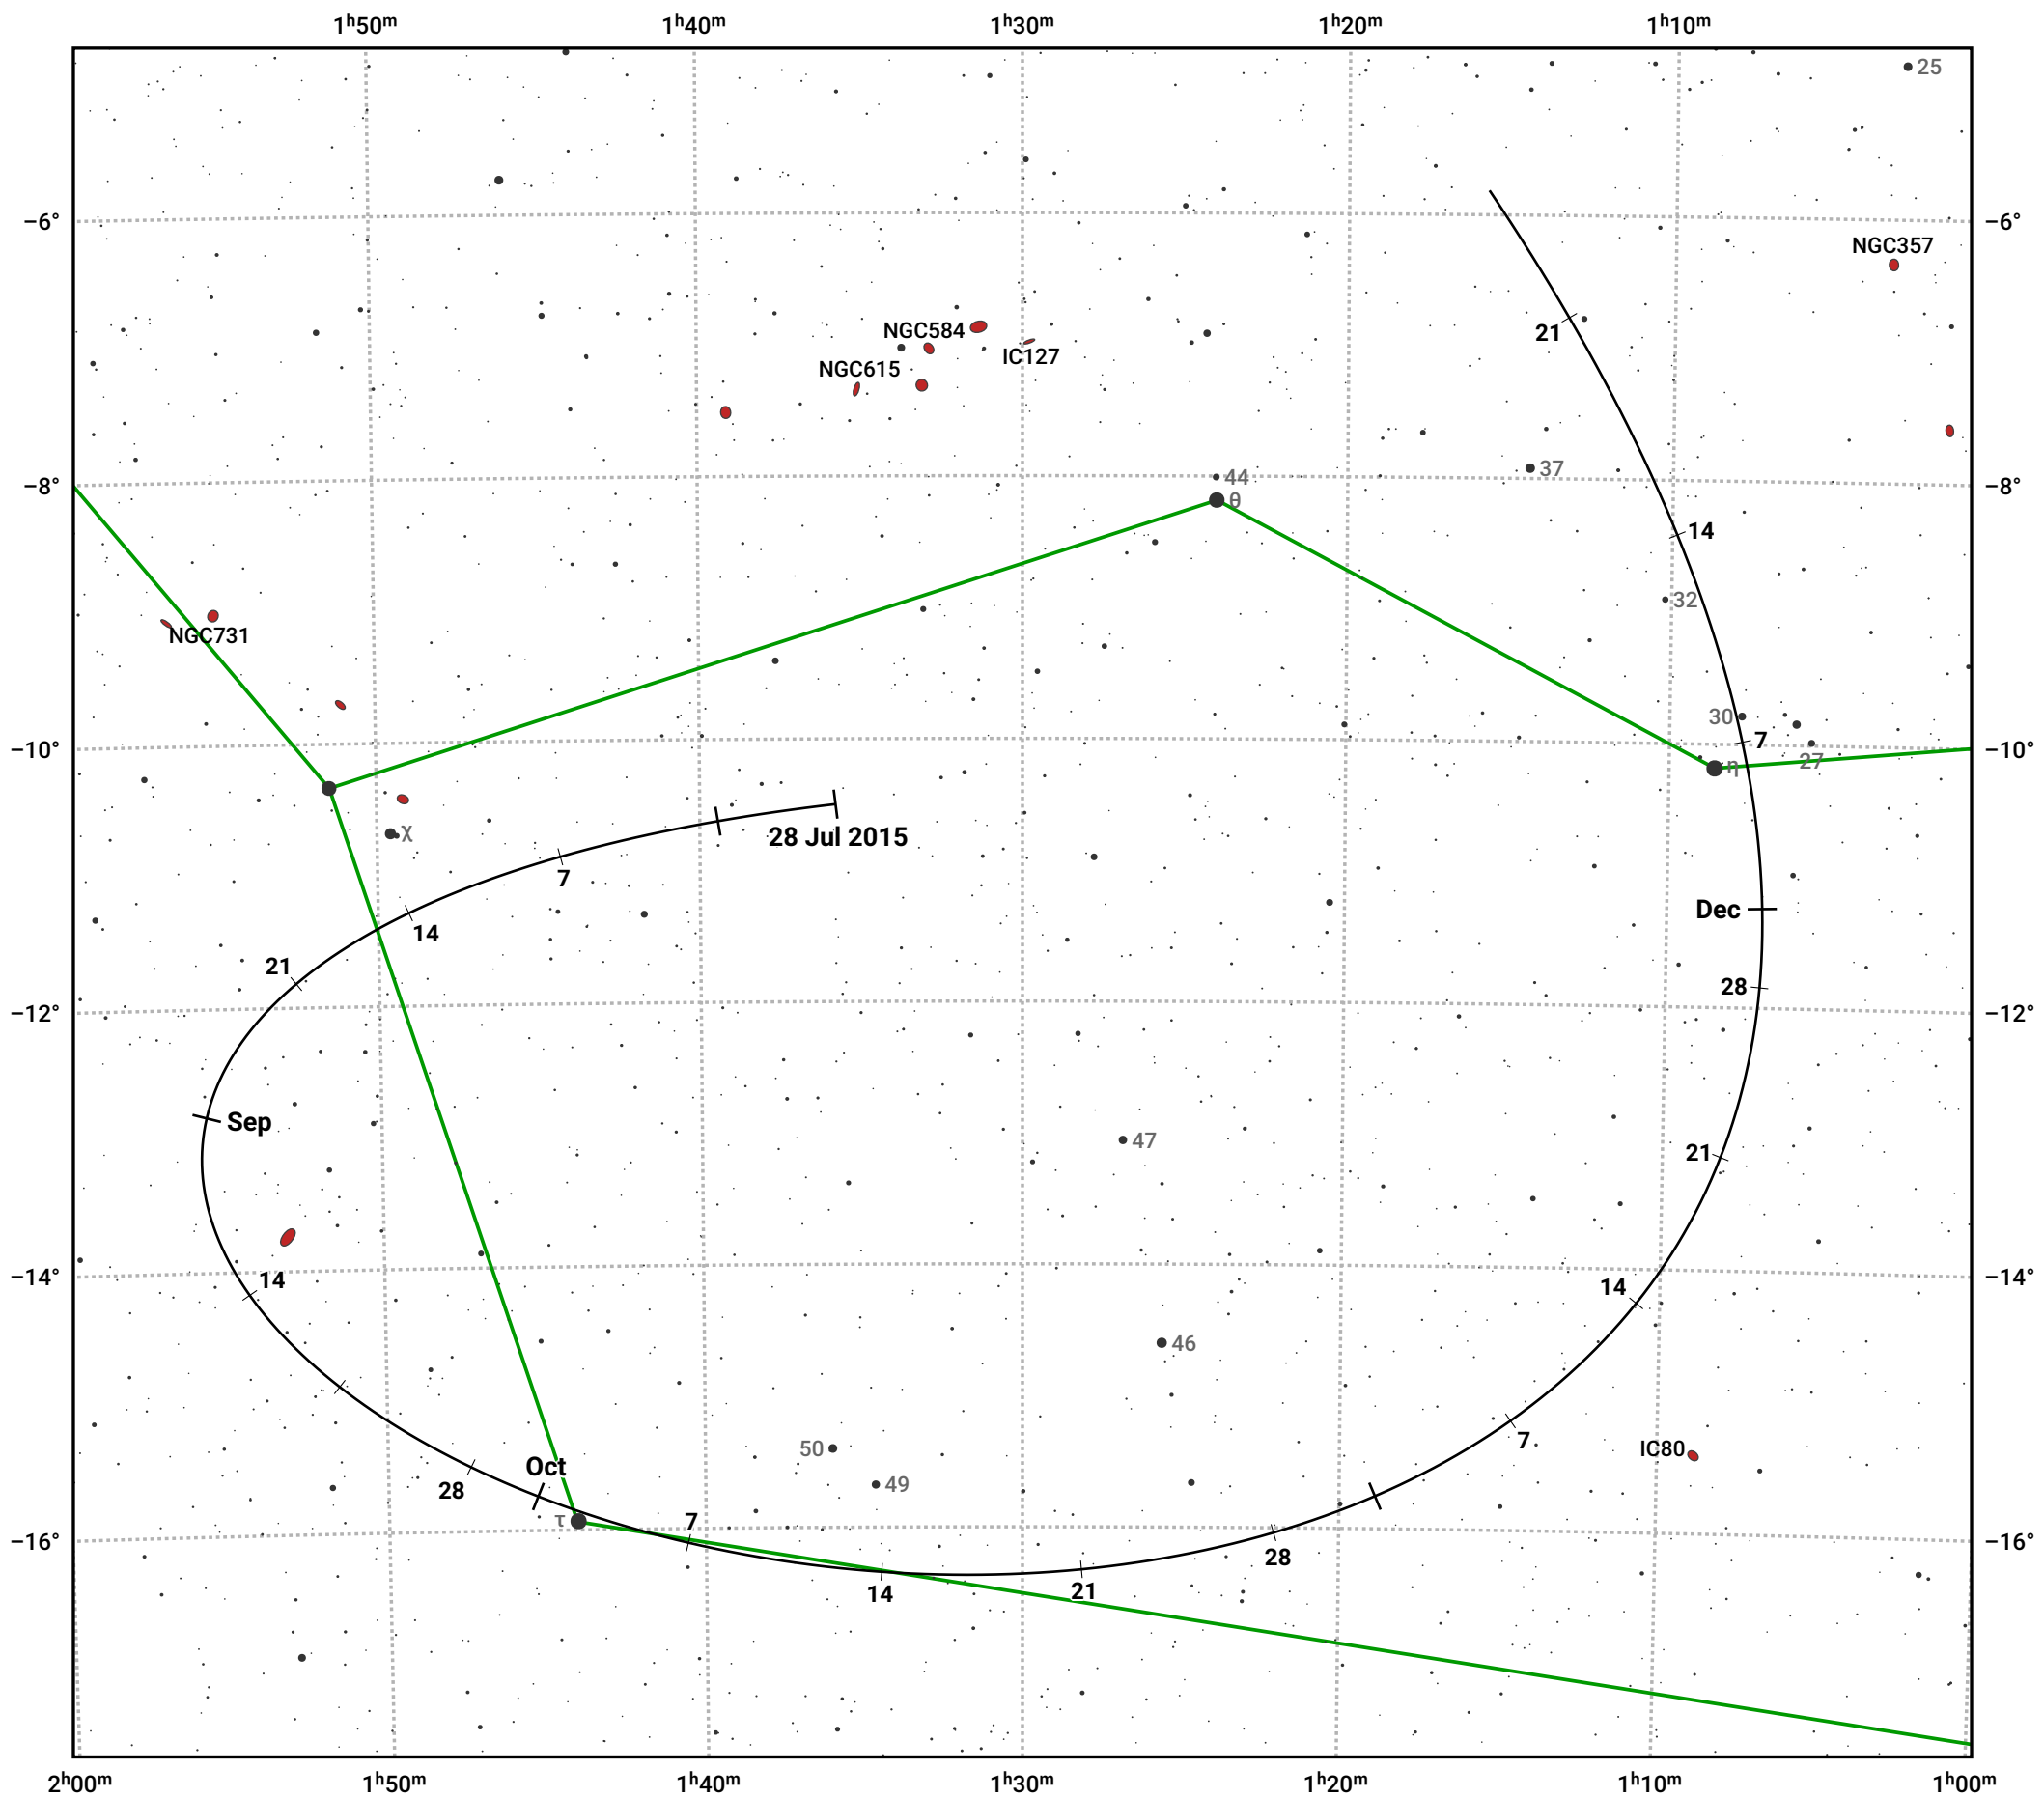 1ʰ50ᵐ 1ʰ40ᵐ 1ʰ30ᵐ 1ʰ20ᵐ 1ʰ10ᵐ
25
−6° −6°
NGC357
21
NGC584
IC127
NGC615
37
44
−8° θ −8°
14
32
NGC731
30
7
−10° −10°
η 27
χ
28 Jul 2015
7
Dec
14
21
28
−12° −12°
Sep
47
21
−14° 14 −14°
14
46
7
50 IC80
Oct
49
28
τ 7
−16° −16°
28
14 21
2ʰ00ᵐ 1ʰ50ᵐ 1ʰ40ᵐ 1ʰ30ᵐ 1ʰ20ᵐ 1ʰ10ᵐ 1ʰ00ᵐ